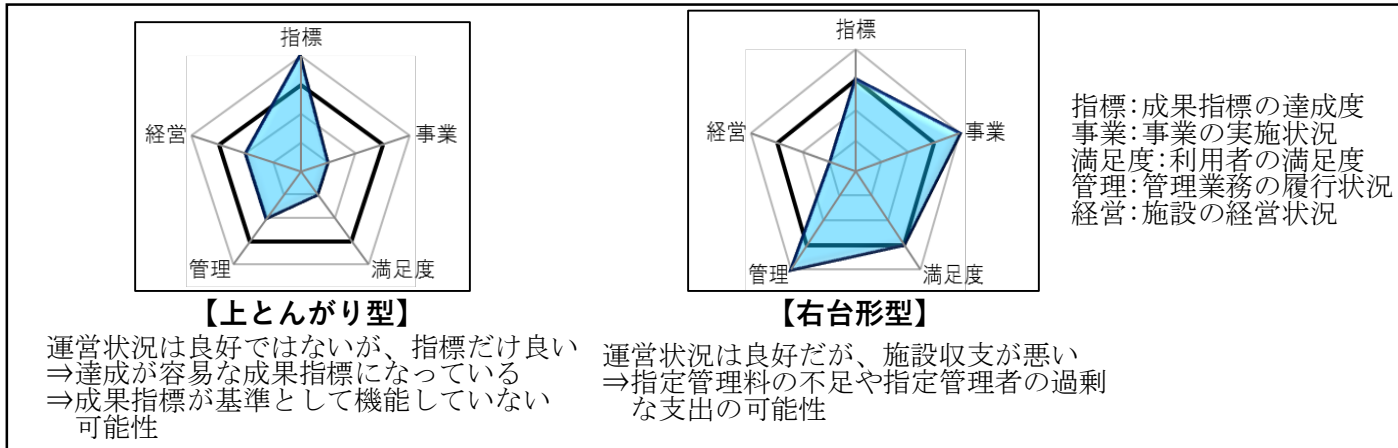 指標
経営
事業
管理
満足度
【上とんがり型】
運営状況は良好ではないが、指標だけ良い
⇒達成が容易な成果指標になっている
⇒成果指標が基準として機能していない
可能性
指標
経営
事業
管理
満足度
【右台形型】
運営状況は良好だが、施設収支が悪い
⇒指定管理料の不足や指定管理者の過剰
な支出の可能性
指標:成果指標の達成度
事業:事業の実施状況
満足度:利用者の満足度
管理:管理業務の履行状況
経営:施設の経営状況